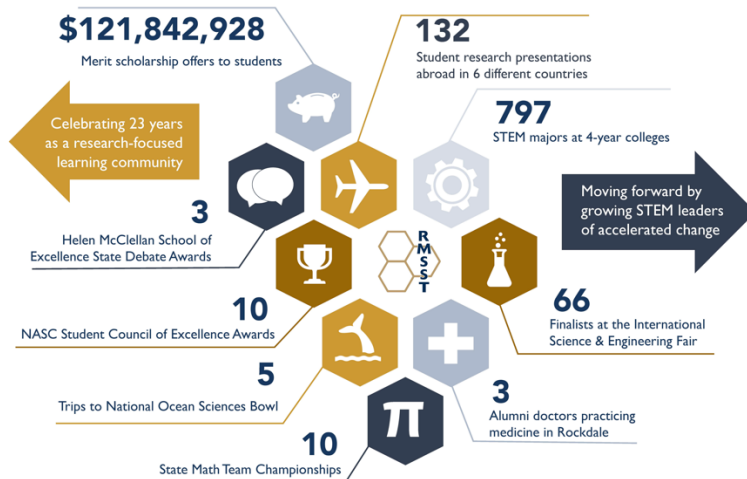 $121,842,928
Merit scholarship offers to students
132
Student research presentations
abroad in 6 different countries
797
STEM majors at 4-year colleges
Celebrating 23 years
as a research-focused
learning community
Moving forward by
growing STEM leaders
of accelerated change
3
Helen McClellan School of
Excellence State Debate Awards
RMSST
10
NASC Student Council of Excellence Awards
66
Finalists at the International
Science & Engineering Fair
5
Trips to National Ocean Sciences Bowl
3
Alumni doctors practicing
medicine in Rockdale
10
State Math Team Championships
π